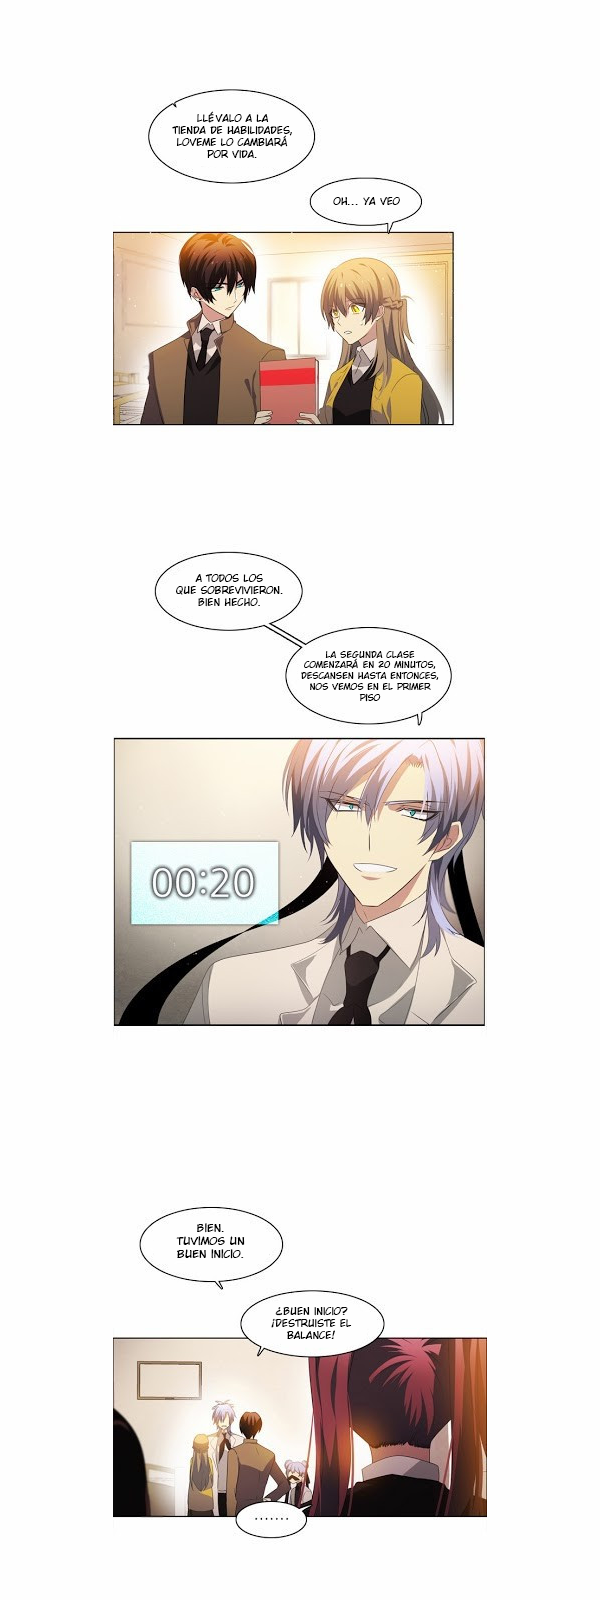 LLÉVALO A LA
TIENDA DE HABILIDADES,
LOVEME LO CAMBIARÁ
POR VIDA.
OH... YA VEO
A TODOS LOS
QUE SOBREVIVIERON.
BIEN HECHO.
LA SEGUNDA CLASE
COMENZARÁ EN 20 MINUTOS,
DESCANSEN HASTA ENTONCES,
NOS VEMOS EN EL PRIMER
PISO
00:20
BIEN.
TUVIMOS UN
BUEN INICIO.
¿BUEN INICIO?
¡DESTRUISTE EL
BALANCE!
.......